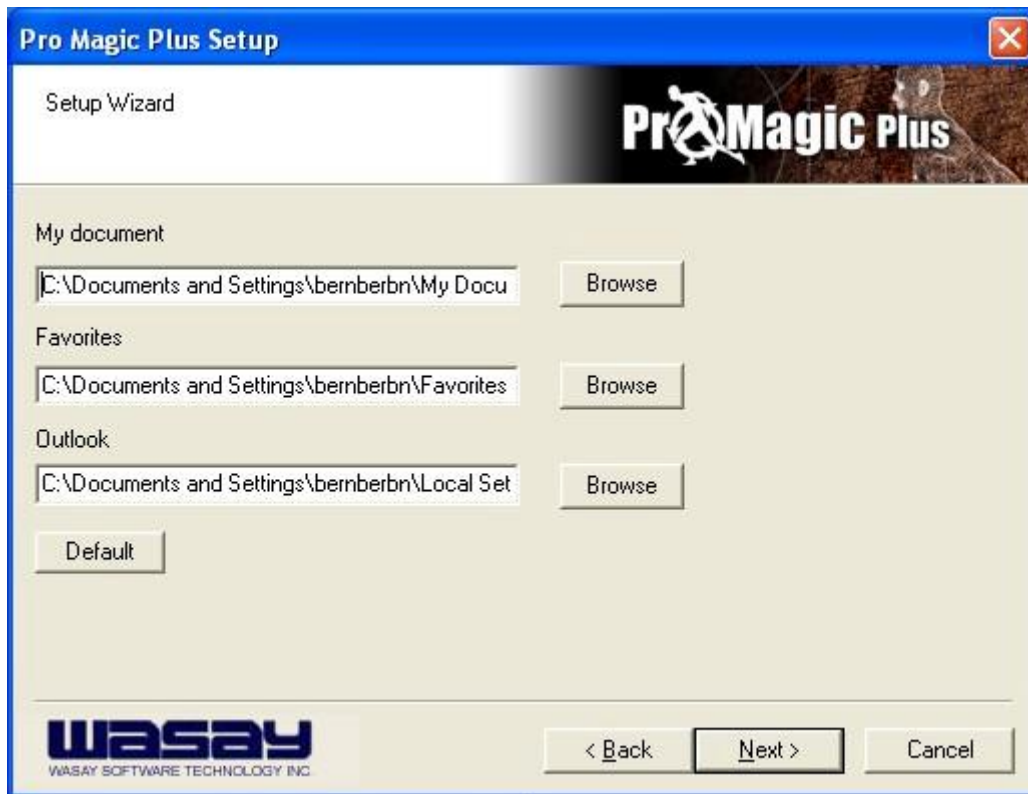 Pro Magic Plus Setup
Setup Wizard
ProMagic Plus
My document
C:\Documents and Settings\bernberbn\My Docu
Browse
Favorites
C:\Documents and Settings\bernberbn\Favorites
Browse
Outlook
C:\Documents and Settings\bernberbn\Local Set
Browse
Default
wasay
WASAY SOFTWARE TECHNOLOGY INC.
< Back
Next >
Cancel